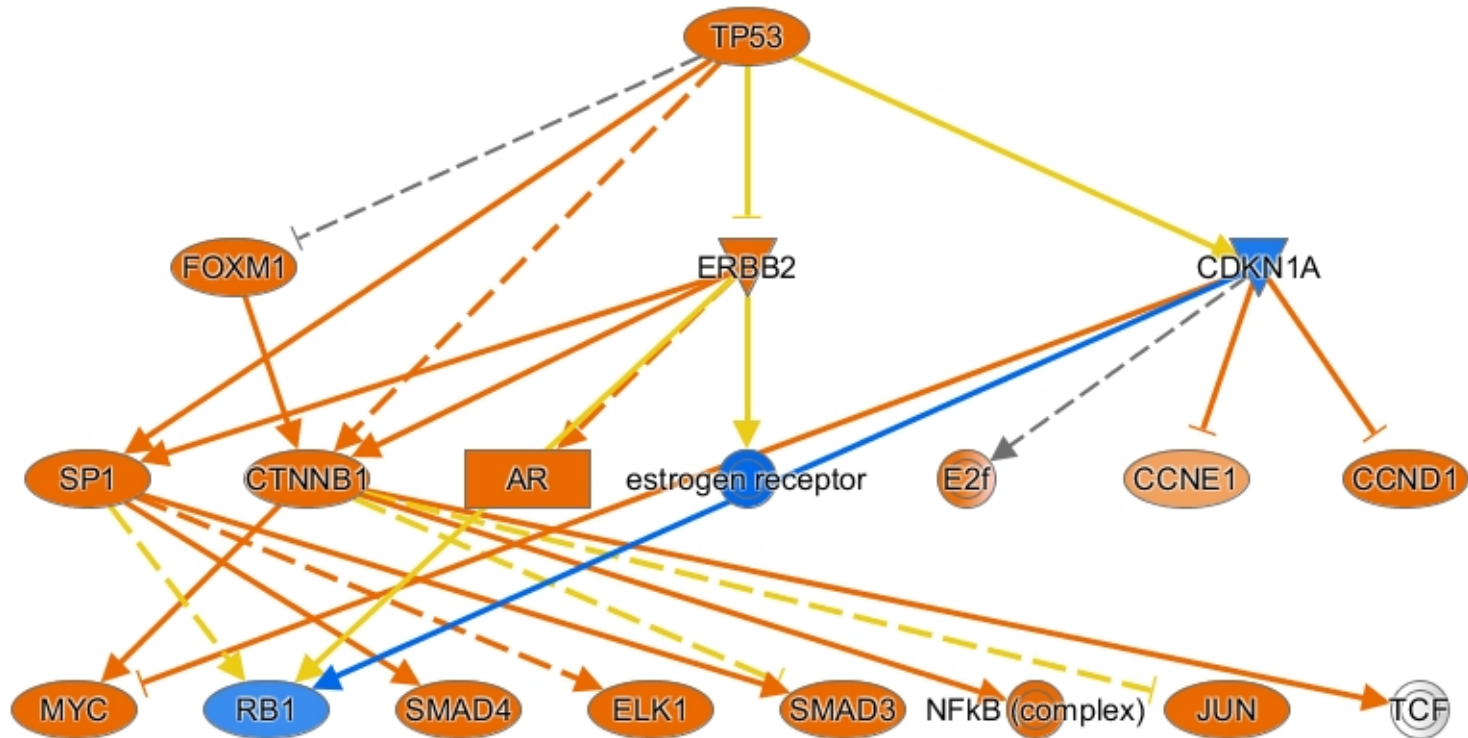 TP53
FOXM1
ERBB2
CDKN1A
SP1
CTNNB1
AR
estrogen receptor
E2f
CCNE1
CCND1
MYC
RB1
SMAD4
ELK1
SMAD3
NFkB (complex)
JUN
TCF